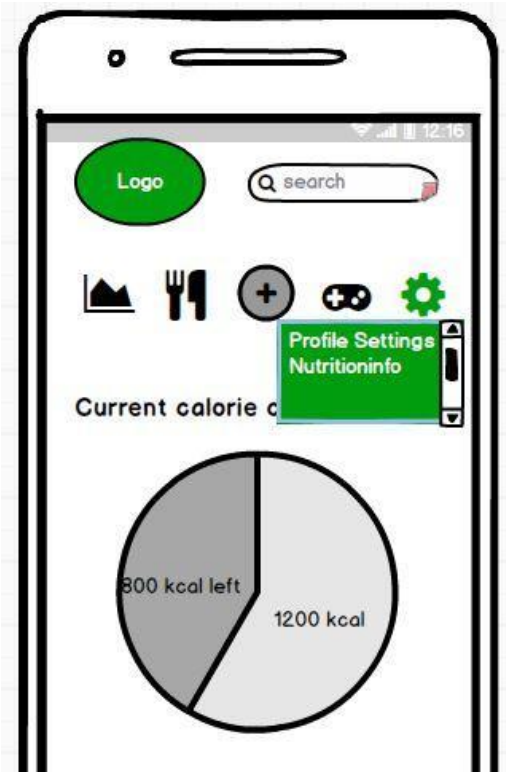 12:16
Logo
search
Profile Settings
Nutritioninfo
Current calorie
800 kcal left
1200 kcal